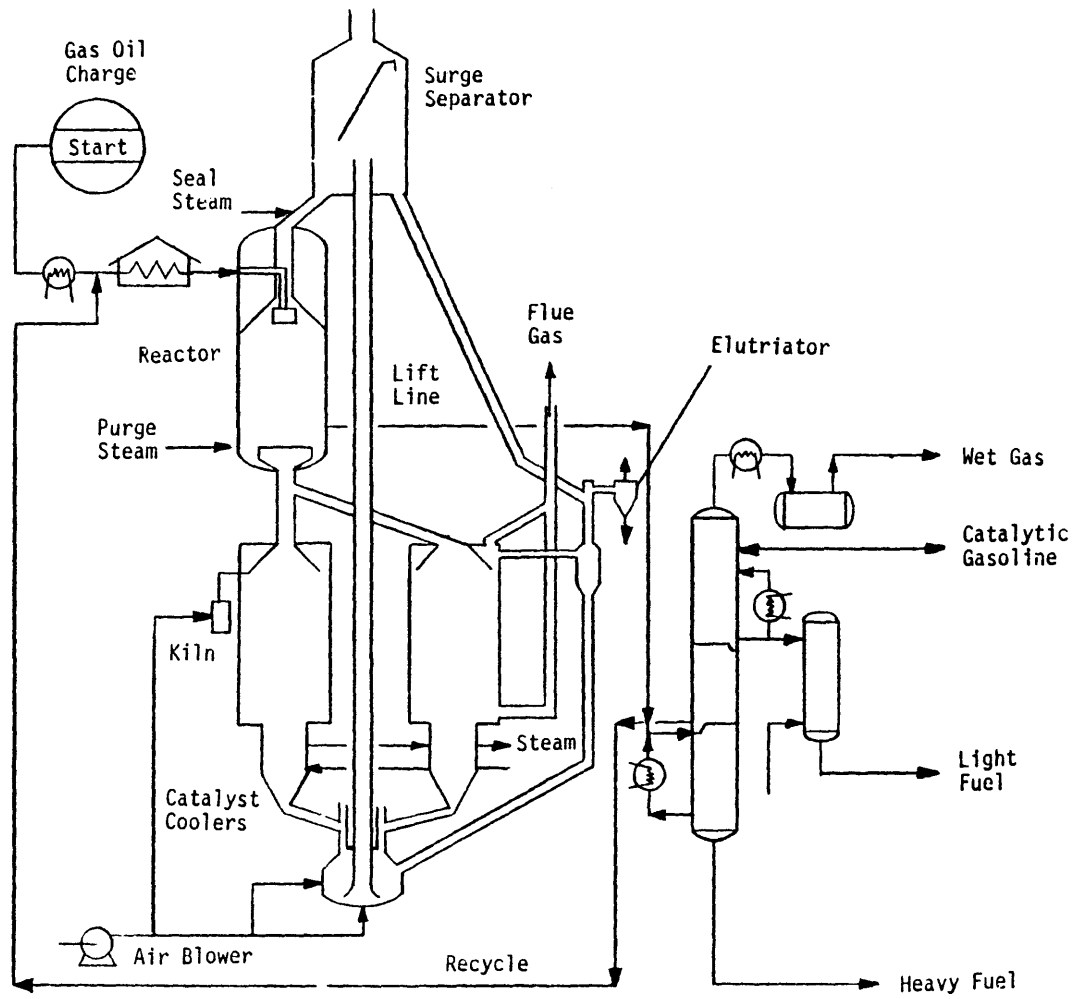 Gas Oil
Charge
Start
Surge
Separator
Seal
Steam
Reactor
Lift
Line
Flue
Gas
Elutriator
Purge
Steam
Wet Gas
Catalytic
Gasoline
Kiln
Steam
Catalyst
Coolers
Light
Fuel
Air Blower
Recycle
Heavy Fuel